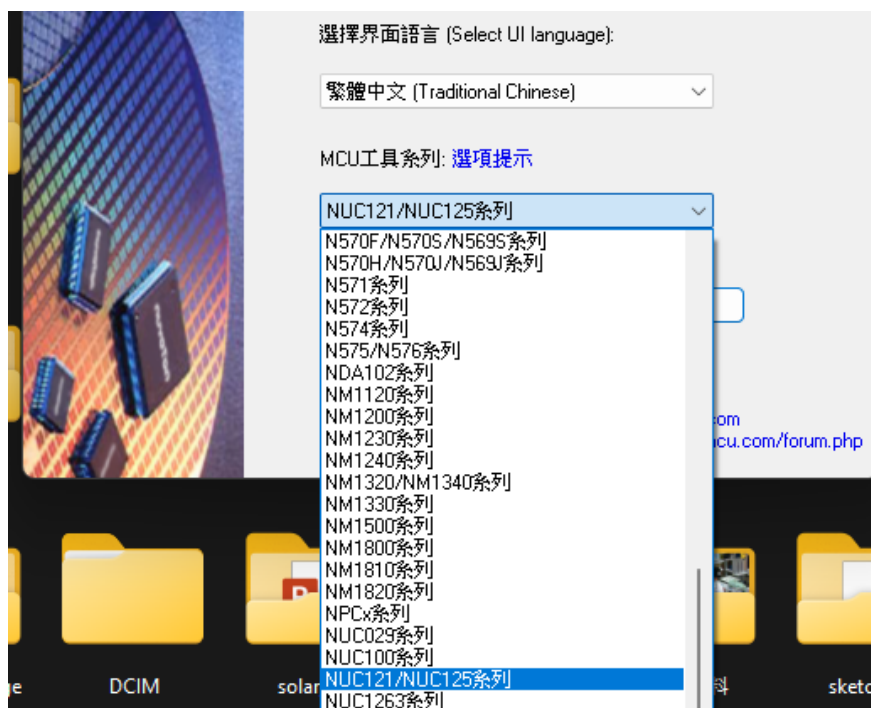 選擇界面語言 (Select UI language):
繁體中文 (Traditional Chinese)
MCU工具系列: 選項提示
NUC121/NUC125系列
N570F/N570S/N569S系列
N570H/N570J/N569J系列
N571系列
N572系列
N574系列
N575/N576系列
NDA102系列
NM1120系列
NM1200系列
NM1230系列
NM1240系列
NM1320/NM1340系列
NM1330系列
NM1500系列
NM1800系列
NM1810系列
NM1820系列
NPCx系列
NUC029系列
NUC100系列
NUC121/NUC125系列
NUC1263系列
com
cu.com/forum.php
nuvoTon
DCIM
solar
料
sketc